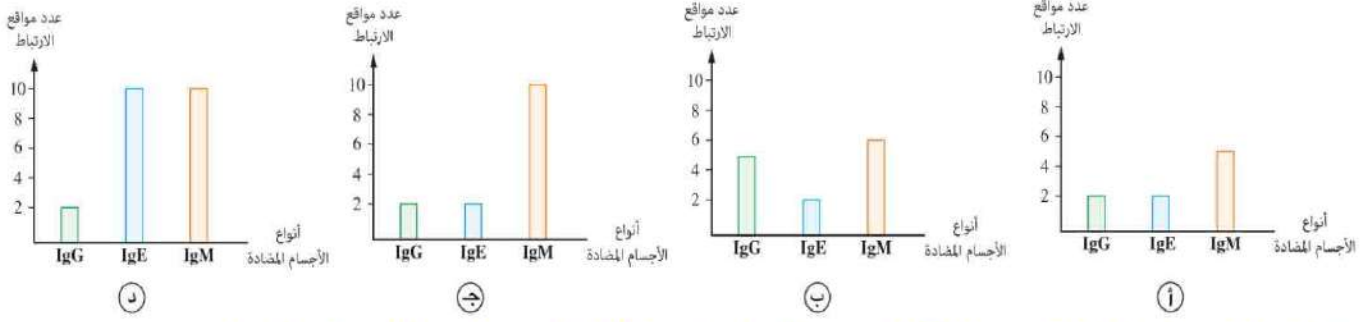 عدد مواقع
الارتباط
10
8
6
4
2
IgG IgE IgM
أنواع
الأجسام المضادة
أ
عدد مواقع
الارتباط
10
8
6
4
2
IgG IgE IgM
أنواع
الأجسام المضادة
ب
عدد مواقع
الارتباط
10
8
6
4
2
IgG IgE IgM
أنواع
الأجسام المضادة
جـ
عدد مواقع
الارتباط
10
8
6
4
2
IgG IgE IgM
أنواع
الأجسام المضادة
د